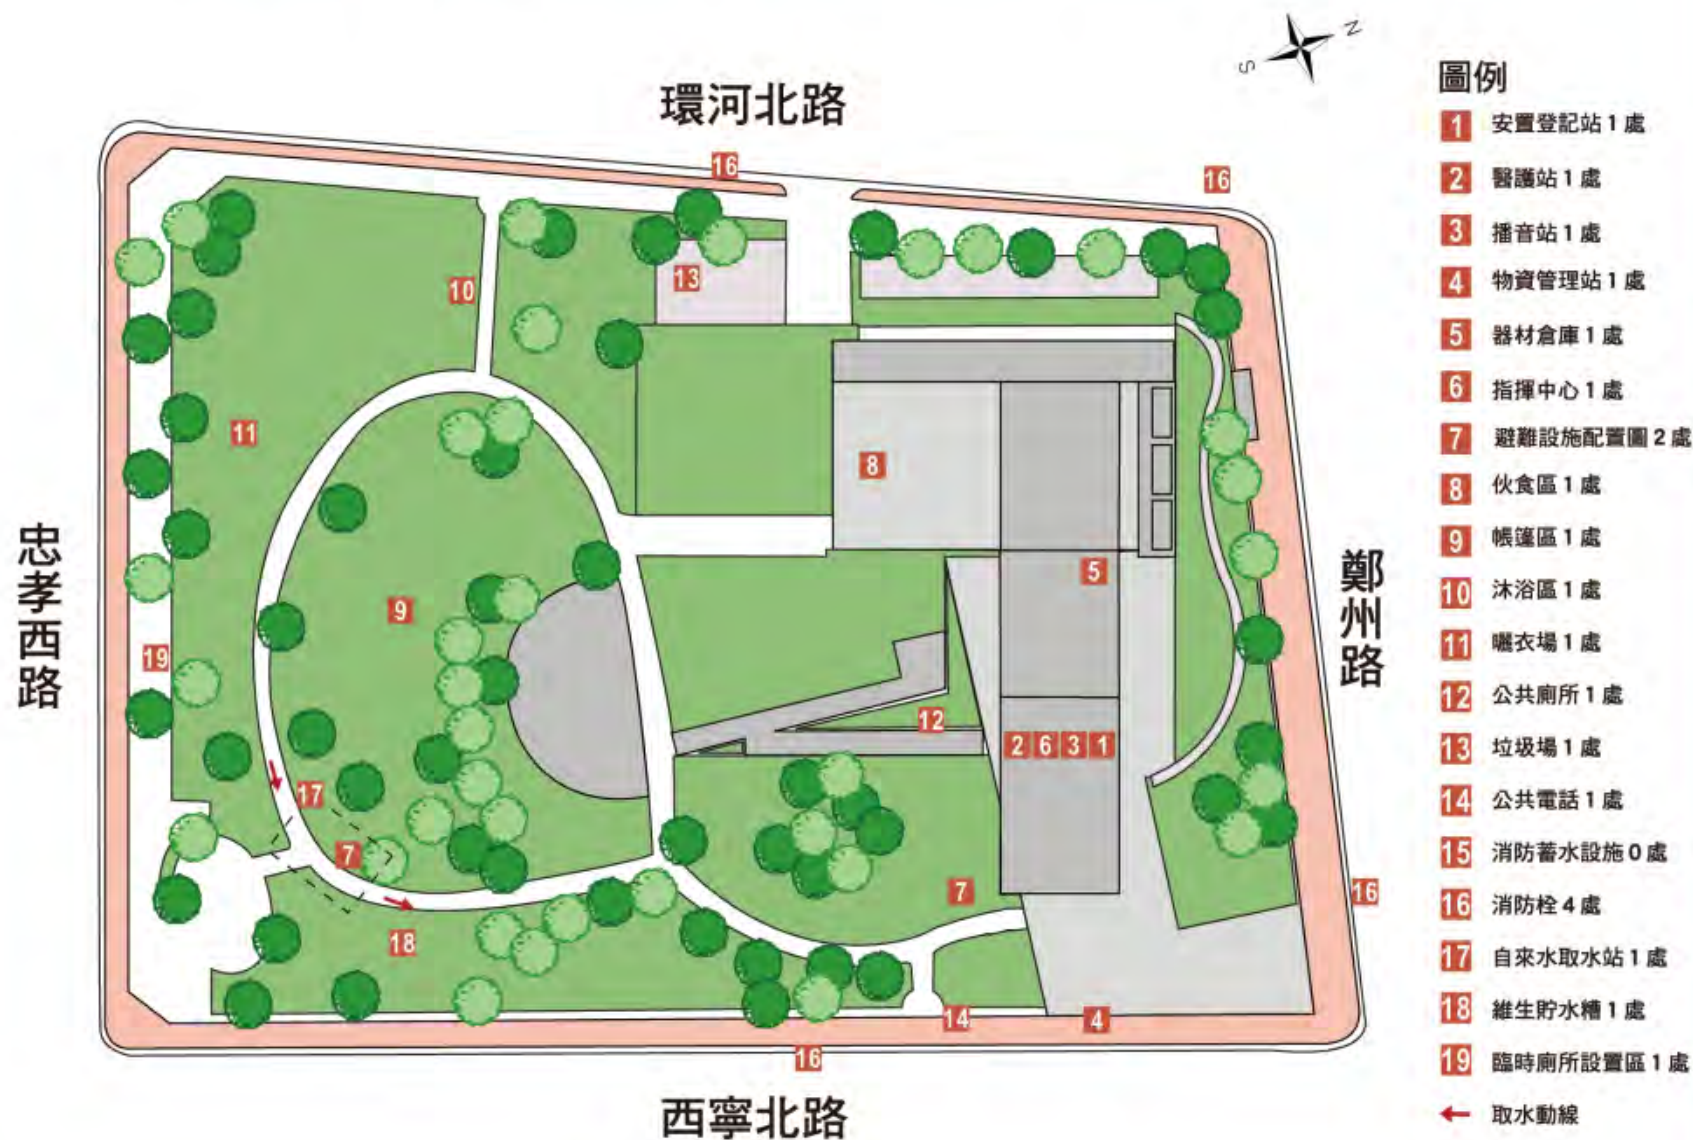 N
S
環河北路
16
16
13
10
11
8
9
5
19
12
2 6 3 1
17
7
7
16
18
14
4
16
忠孝西路
鄭州路
西寧北路
圖例
1 安置登記站 1 處
2 醫護站 1 處
3 播音站 1 處
4 物資管理站 1 處
5 器材倉庫 1 處
6 指揮中心 1 處
7 避難設施配置圖 2 處
8 伙食區 1 處
9 帳篷區 1 處
10 沐浴區 1 處
11 曬衣場 1 處
12 公共廁所 1 處
13 垃圾場 1 處
14 公共電話 1 處
15 消防蓄水設施 0 處
16 消防栓 4 處
17 自來水取水站 1 處
18 維生貯水糟 1 處
19 臨時廁所設置區 1 處
取水動線